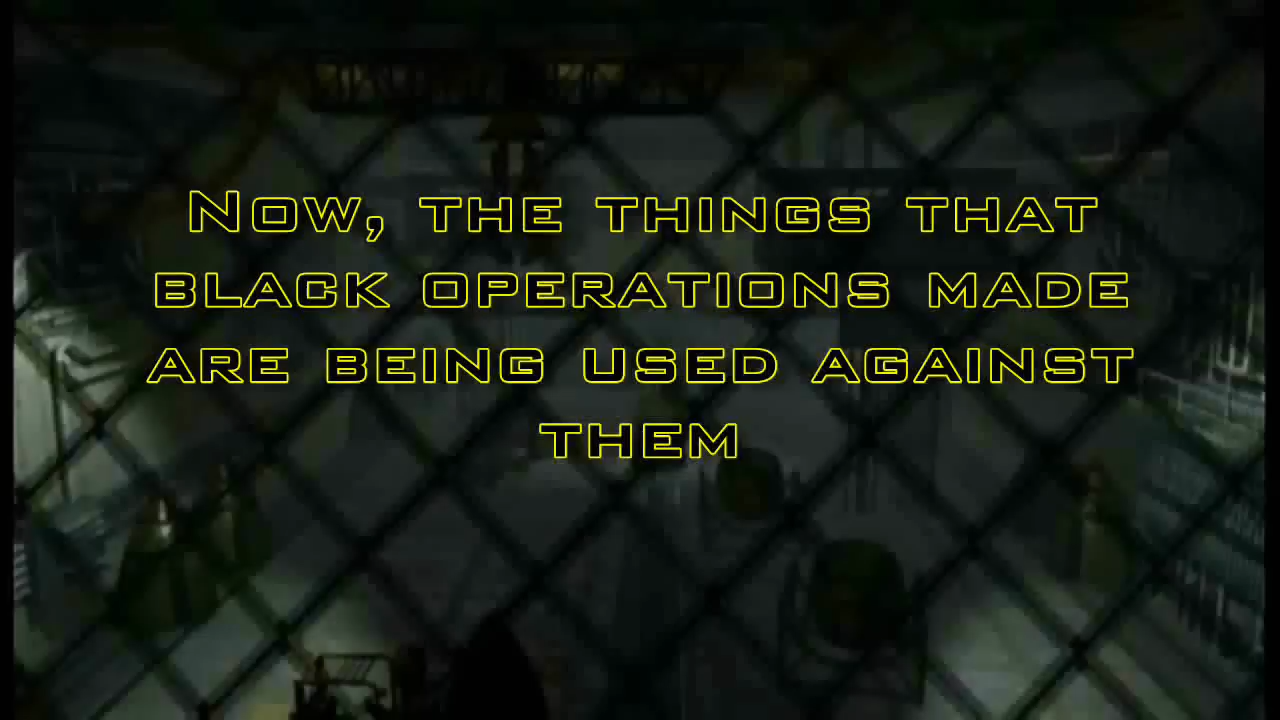 Now, the things that
black operations made
are being used against
them